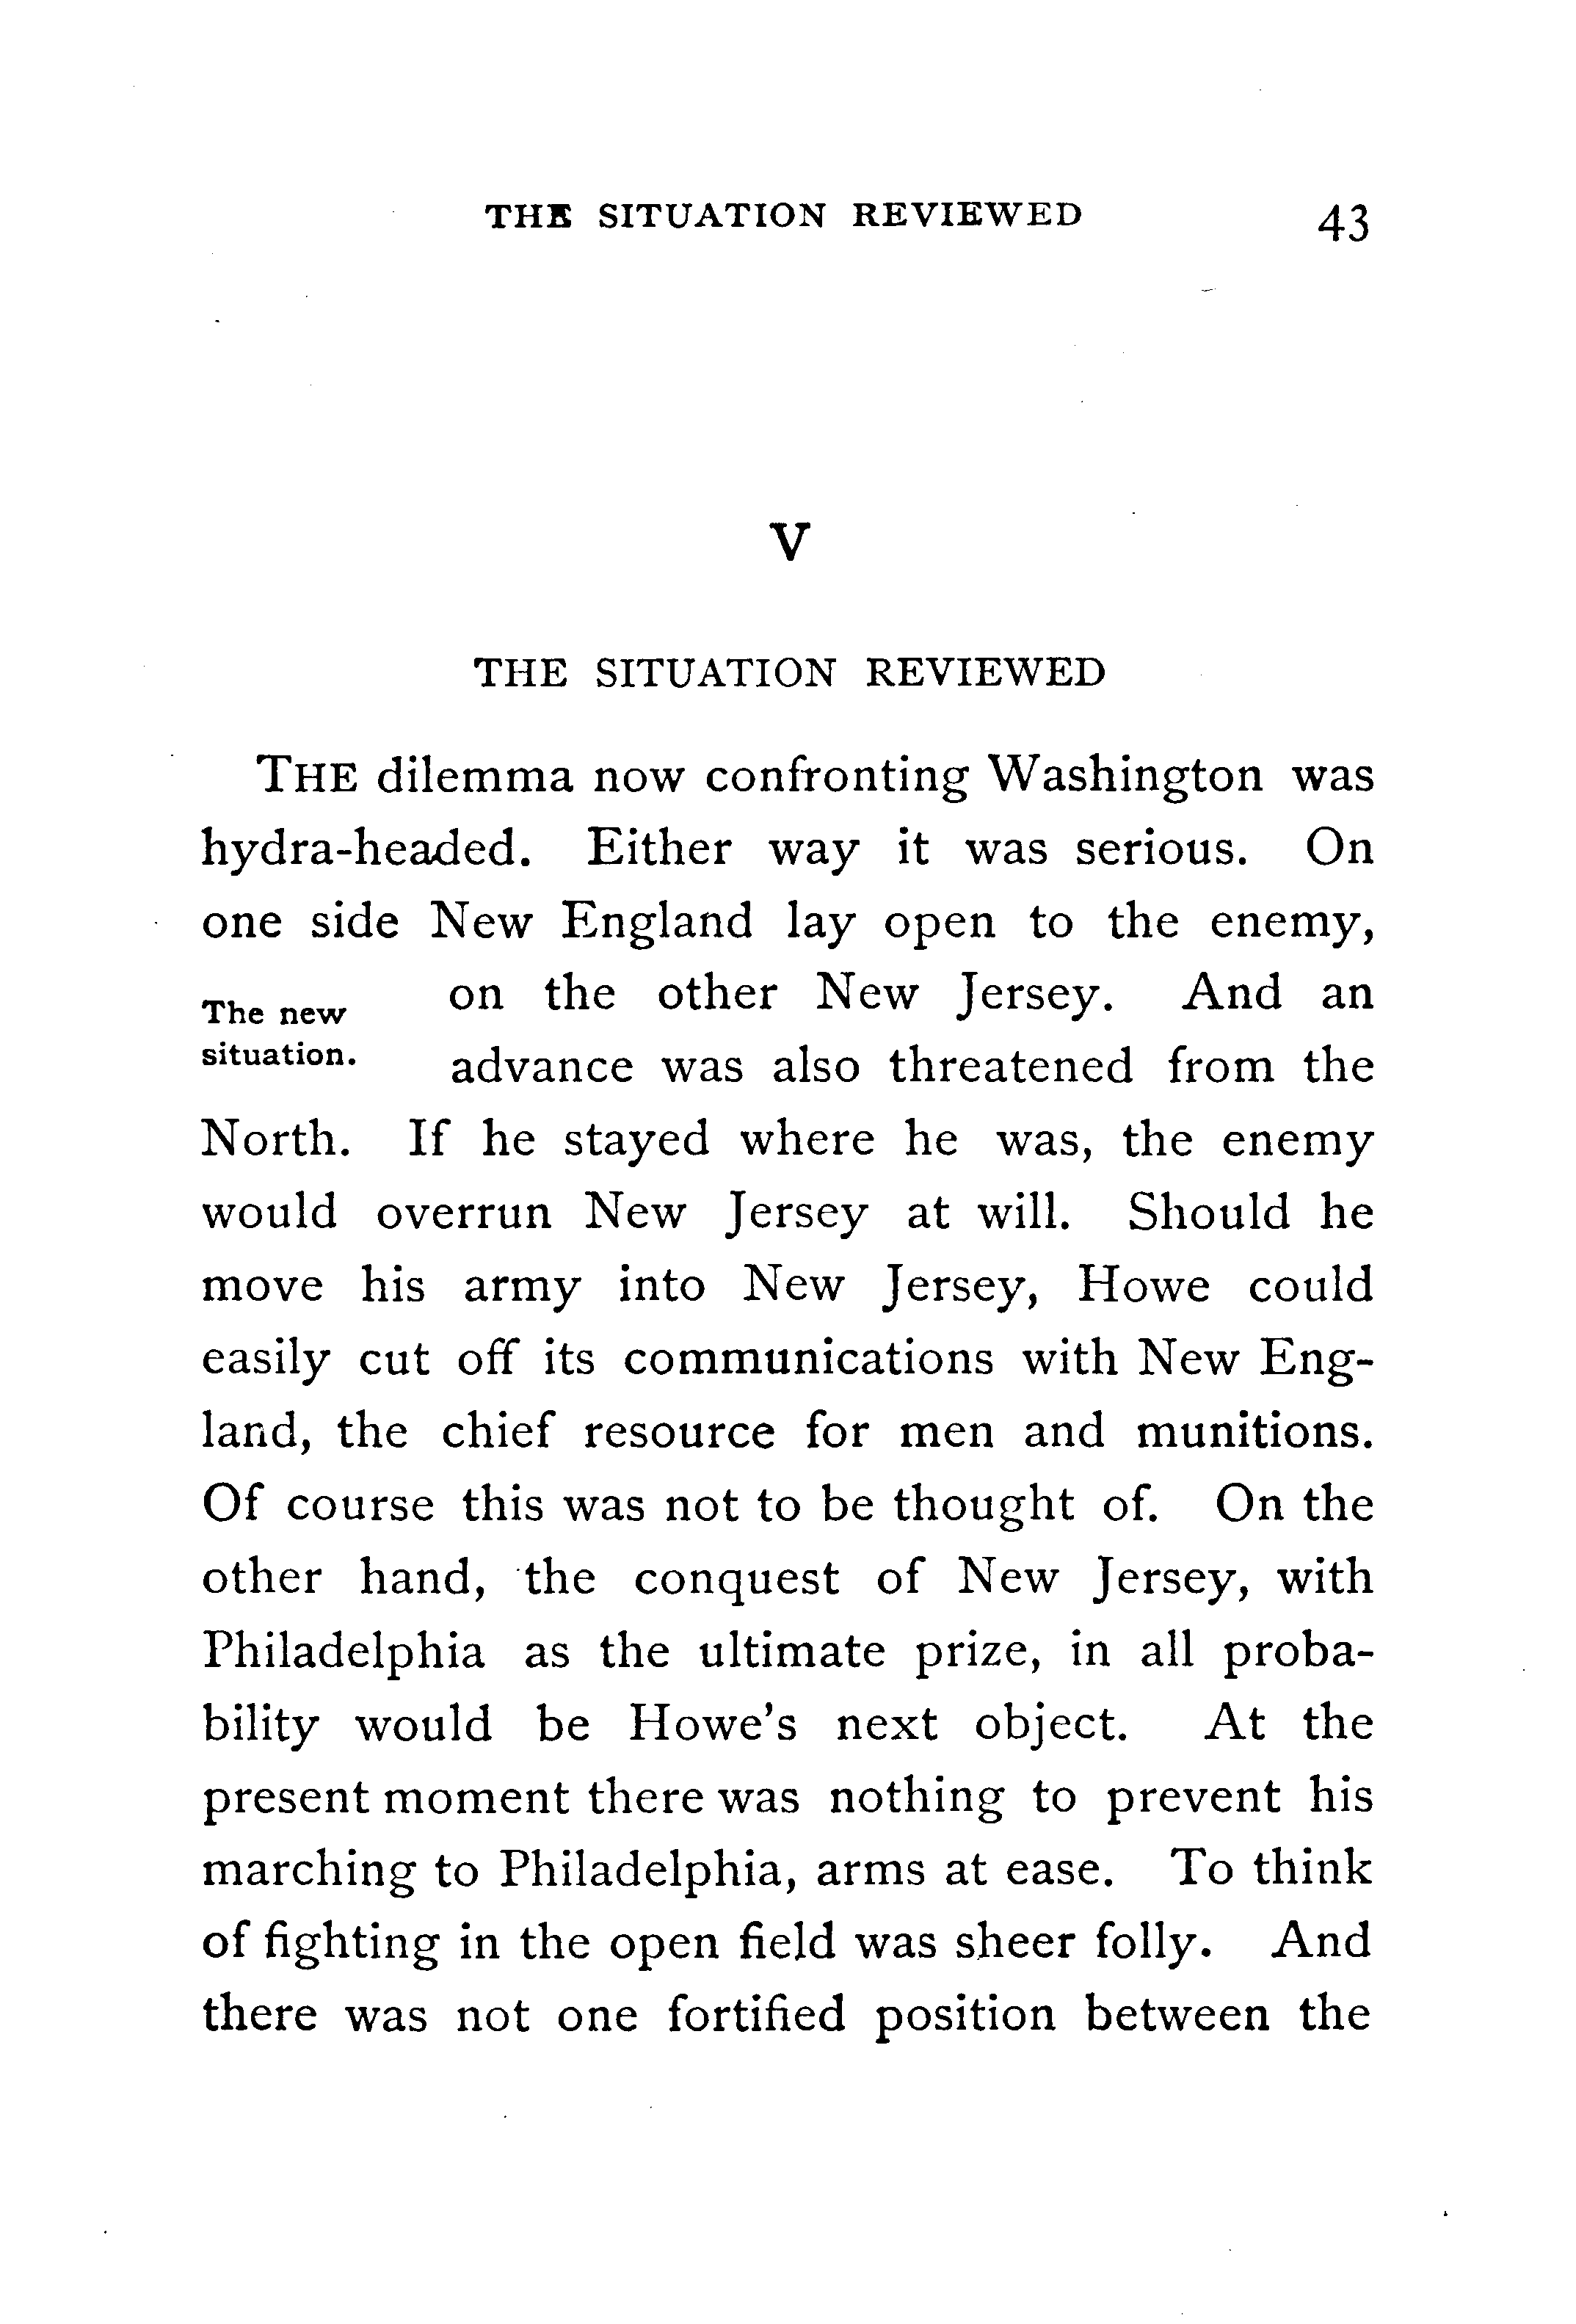 THE SITUATION REVIEWED 43
V
THE SITUATION REVIEWED
THE dilemma now confronting Washington was
hydra-headed. Either way it was serious. On
one side New England lay open to the enemy,
The new
situation.
on the other New Jersey. And an
advance was also threatened from the
North. If he stayed where he was, the enemy
would overrun New Jersey at will. Should he
move his army into New Jersey, Howe could
easily cut off its communications with New Eng-
land, the chief resource for men and munitions.
Of course this was not to be thought of. On the
other hand, the conquest of New Jersey, with
Philadelphia as the ultimate prize, in all proba-
bility would be Howe's next object. At the
present moment there was nothing to prevent his
marching to Philadelphia, arms at ease. To think
of fighting in the open field was sheer folly. And
there was not one fortified position between the